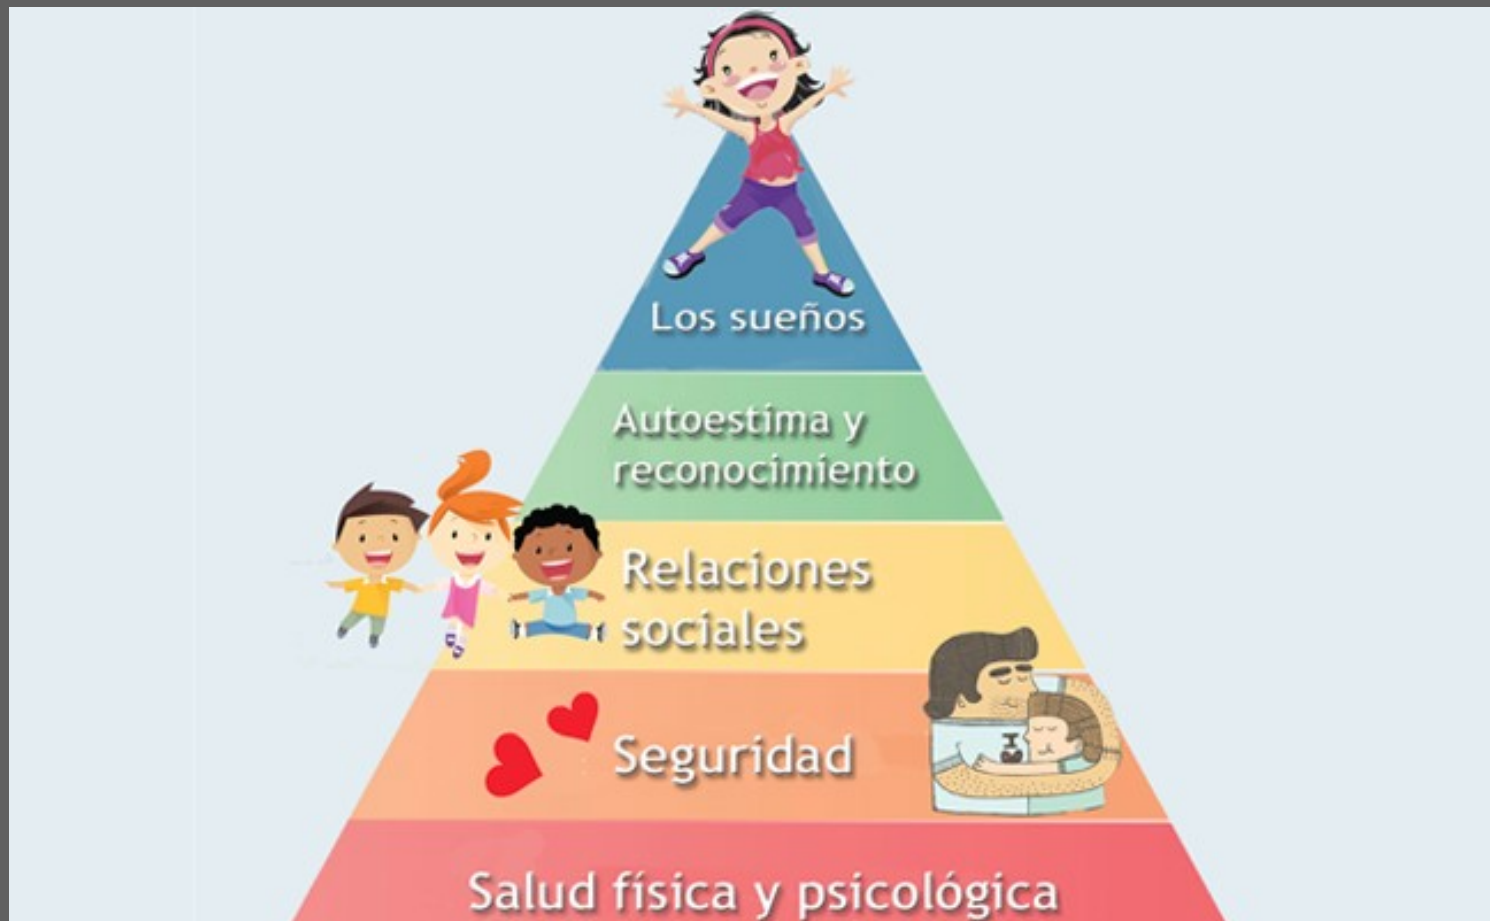 Los sueños
Autoestima y
reconocimiento
Relaciones
sociales
Seguridad
Salud física y psicológica